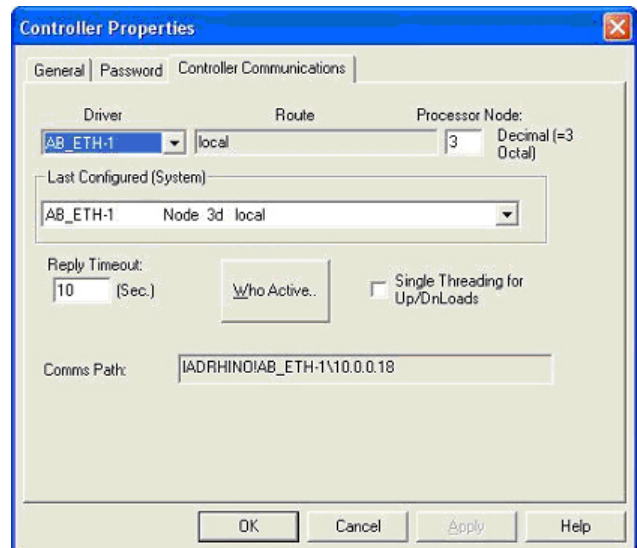 Controller Properties
General Password Controller Communications
Driver Route Processor Node:
AB_ETH-1 local 3 Decimal (=3 Octal)
Last Configured (System)
AB_ETH-1 Node 3d local
Reply Timeout:
10 (Sec.)
Who Active..
Single Threading for
Up/DnLoads
Comms Path: IADRHINO!AB_ETH-1\10.0.0.18
OK Cancel Apply Help